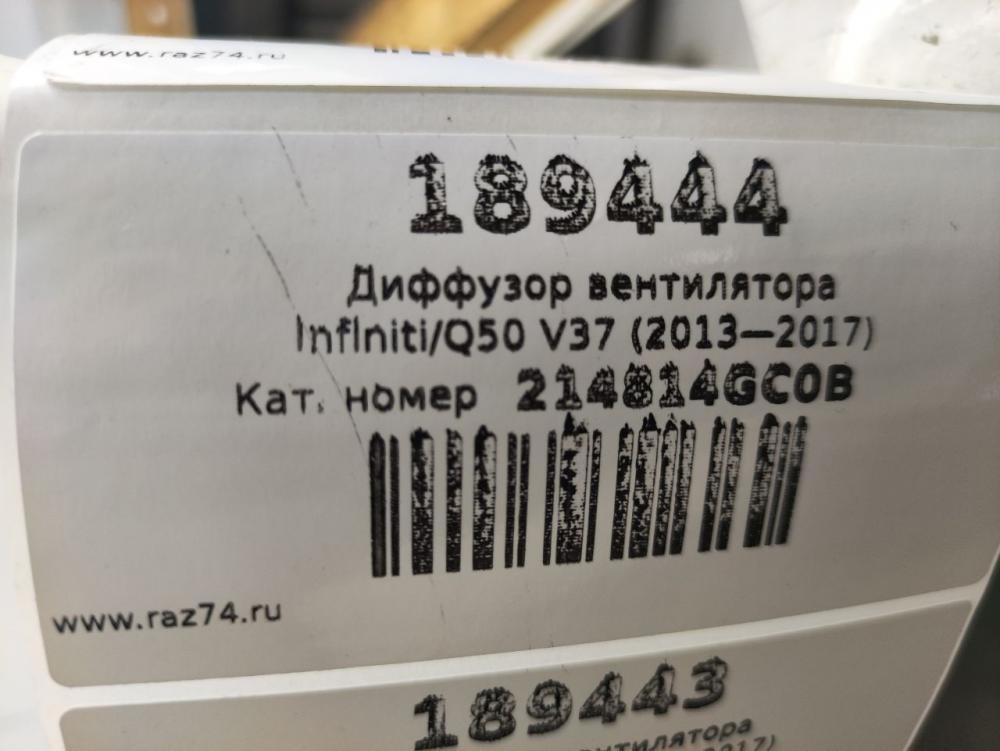 www.raz74.ru
189444
Диффузор вентилятора
Infiniti/Q50 V37 (2013—2017)
Кат. номер 214814GC0B
www.raz74.ru
189443
вентилятора